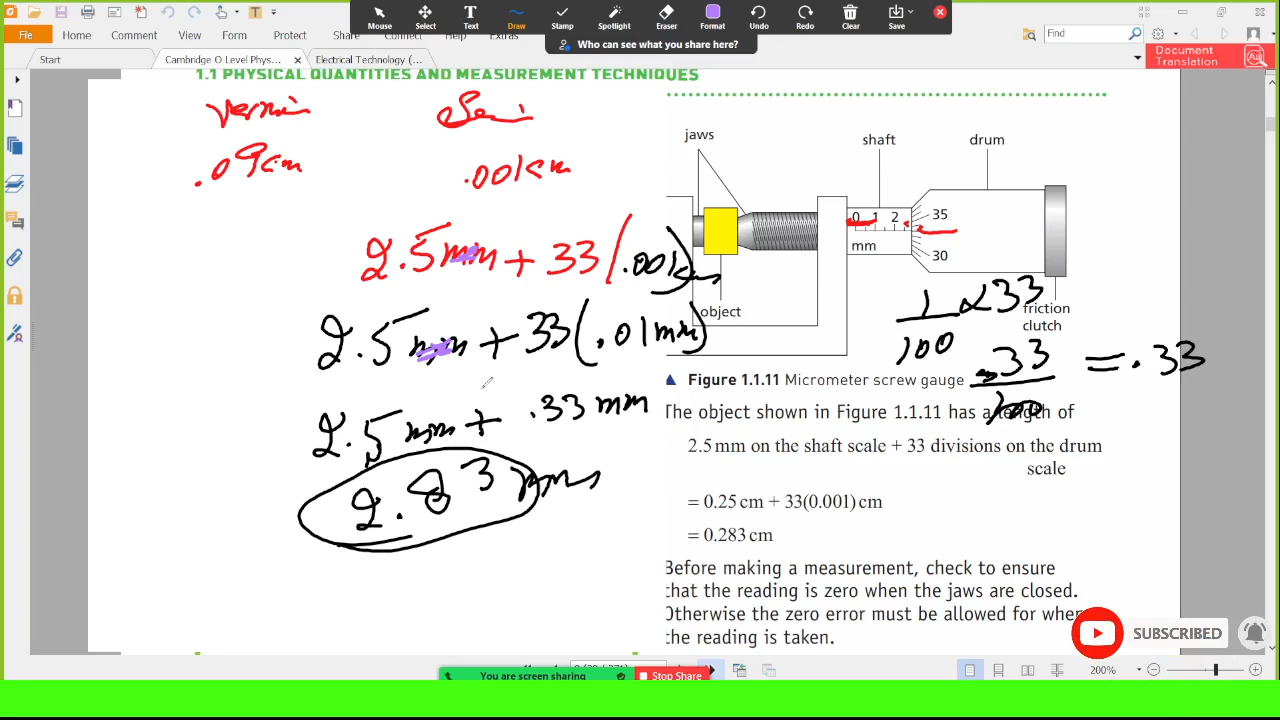 Mouse Select Text Draw Stamp Spotlight Eraser Format Undo Redo Clear Save
Who can see what you share here?
File Home Comment View Form Protect Share Extras Find
Start Cambridge O Level Phys... Electrical Technology (... Document Translation
1.1 PHYSICAL QUANTITIES AND MEASUREMENT TECHNIQUES
.09cm .001cm
2.5mm + 33(.001cm)
2.5mm + 33(.01mm)
2.5mm + .33mm
2.83mm
jaws
shaft
drum
0 1 2
35
mm
30
object
friction
clutch
1/100 × 33
33/100 = .33
Figure 1.1.11 Micrometer screw gauge
The object shown in Figure 1.1.11 has a length of
2.5 mm on the shaft scale + 33 divisions on the drum
scale
= 0.25 cm + 33(0.001) cm
= 0.283 cm
Before making a measurement, check to ensure
that the reading is zero when the jaws are closed.
Otherwise the zero error must be allowed for when
the reading is taken.
SUBSCRIBED
200%
You are screen sharing Stop Share